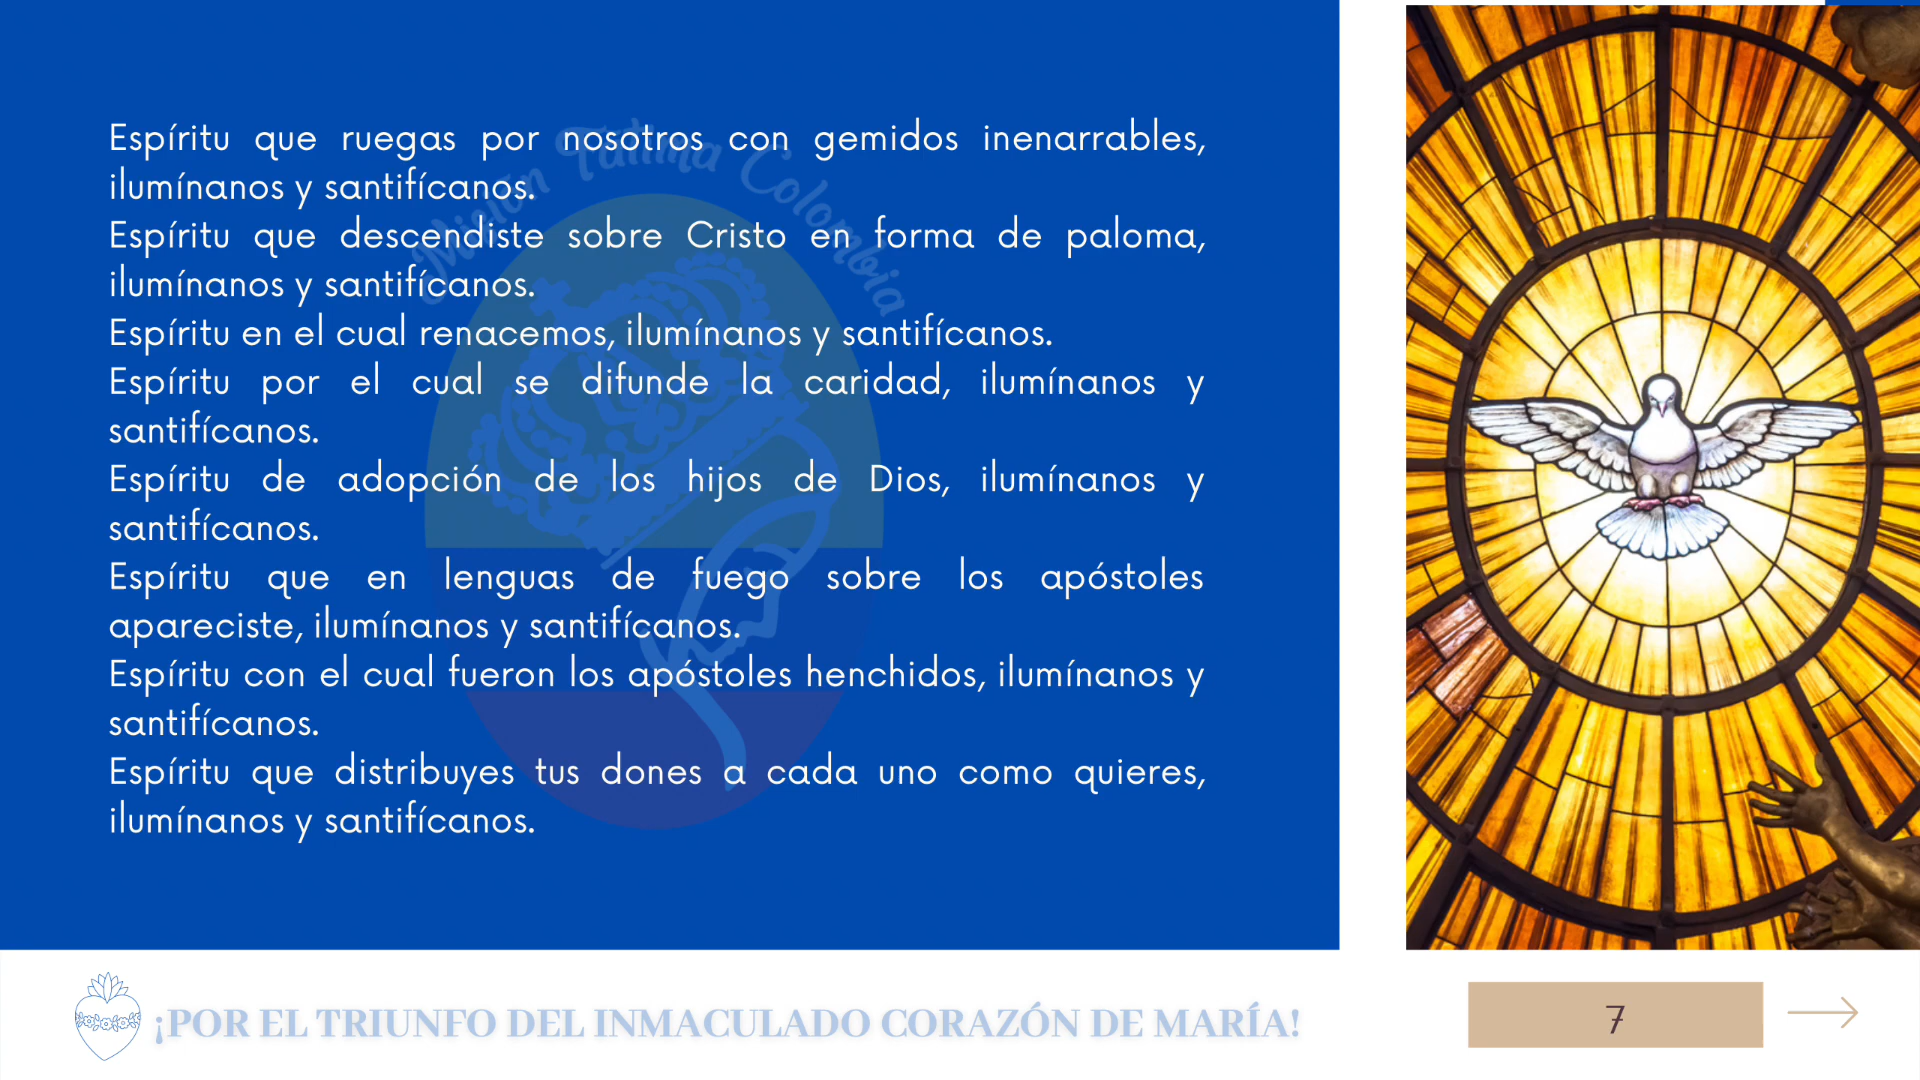 Espíritu que ruegas por nosotros con gemidos inenarrables,
ilumínanos y santifícanos.
Espíritu que descendiste sobre Cristo en forma de paloma,
ilumínanos y santifícanos.
Espíritu en el cual renacemos, ilumínanos y santifícanos.
Espíritu por el cual se difunde la caridad, ilumínanos y
santifícanos.
Espíritu de adopción de los hijos de Dios, ilumínanos y
santifícanos.
Espíritu que en lenguas de fuego sobre los apóstoles
apareciste, ilumínanos y santifícanos.
Espíritu con el cual fueron los apóstoles henchidos, ilumínanos y
santifícanos.
Espíritu que distribuyes tus dones a cada uno como quieres,
ilumínanos y santifícanos.
Misión Fátima Colombia
¡POR EL TRIUNFO DEL INMACULADO CORAZÓN DE MARÍA!
7